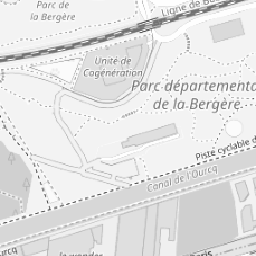 Parc de
la Bergère
Ligne de B
Unité de
Cogénération
Parc départementa
de la Bergère
Piste cyclable d
Canal de l'Ourcq
Paris